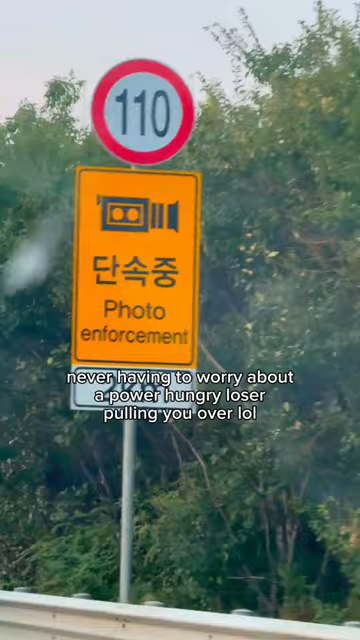 110
단속중
Photo
enforcement
never having to worry about
a power hungry loser
pulling you over lol